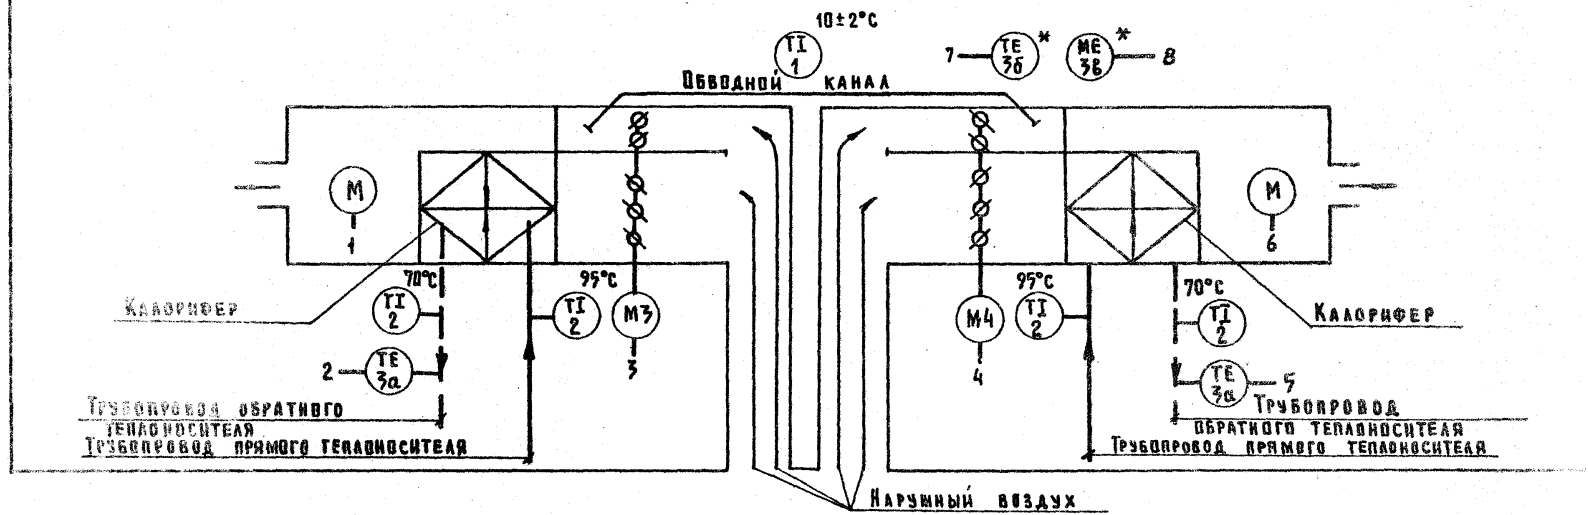 10±2°C
TI
1
7
TE
3б
*
ME
3в
*
8
Обводной канал
М
1
М
6
70°C
95°C
95°C
70°C
Калорифер
TI
2
TI
2
М3
М4
TI
2
TI
2
Калорифер
2
TE
3а
3
4
TE
3а
5
Трубопровод обратного
теплоносителя
Трубопровод прямого теплоносителя
Трубопровод
обратного теплоносителя
Трубопровод прямого теплоносителя
Наружный воздух